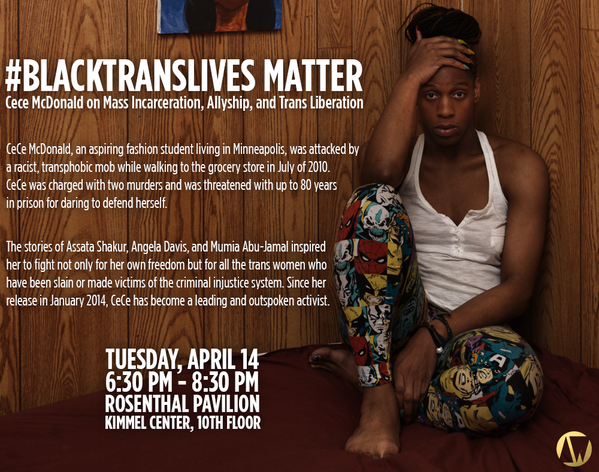 #BLACKTRANSLIVES MATTER
Cece McDonald on Mass Incarceration, Allyship, and Trans Liberation
CeCe McDonald, an aspiring fashion student living in Minneapolis, was attacked by
a racist, transphobic mob while walking to the grocery store in July of 2010.
CeCe was charged with two murders and was threatened with up to 80 years
in prison for daring to defend herself.
The stories of Assata Shakur, Angela Davis, and Mumia Abu-Jamal inspired
her to fight not only for her own freedom but for all the trans women who
have been slain or made victims of the criminal injustice system. Since her
release in January 2014, CeCe has become a leading and outspoken activist.
TUESDAY, APRIL 14
6:30 PM - 8:30 PM
ROSENTHAL PAVILION
KIMMEL CENTER, 10TH FLOOR